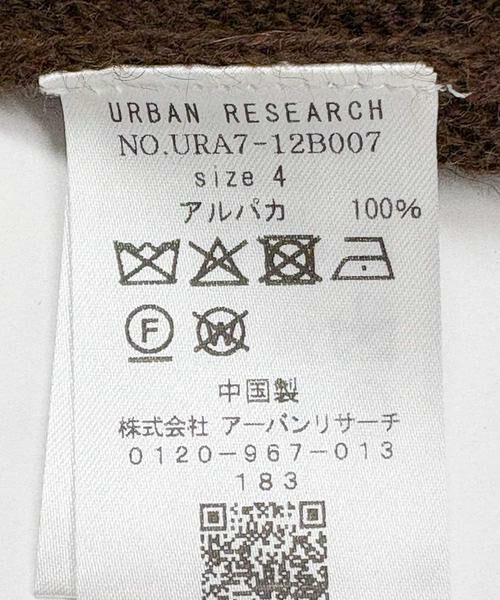 URBAN RESEARCH
NO.URA7-12B007
size 4
アルパカ 100%
F W
中国製
株式会社 アーバンリサーチ
0120-967-013
183